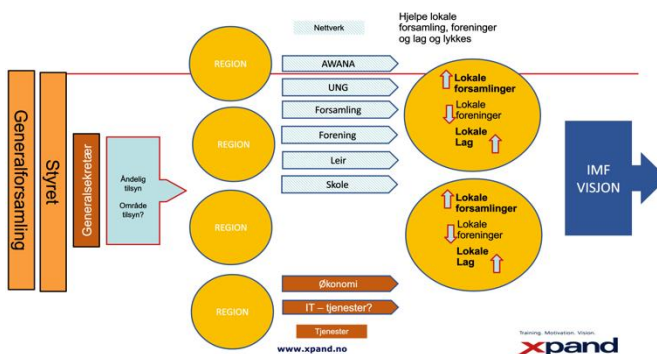 Generalforsamling
Styret
Generalsekretær
Åndelig
tilsyn
Område
tilsyn?
REGION
REGION
REGION
REGION
Nettverk
AWANA
UNG
Forsamling
Forening
Leir
Skole
Økonomi
IT – tjenester?
Tjenester
www.xpand.no
Hjelpe lokale
forsamling, foreninger
og lag og lykkes
Lokale
forsamlinger
Lokale
foreninger
Lokale
Lag
Lokale
forsamlinger
Lokale
foreninger
Lokale
Lag
IMF
VISJON
Training. Motivation. Vision.
xpand